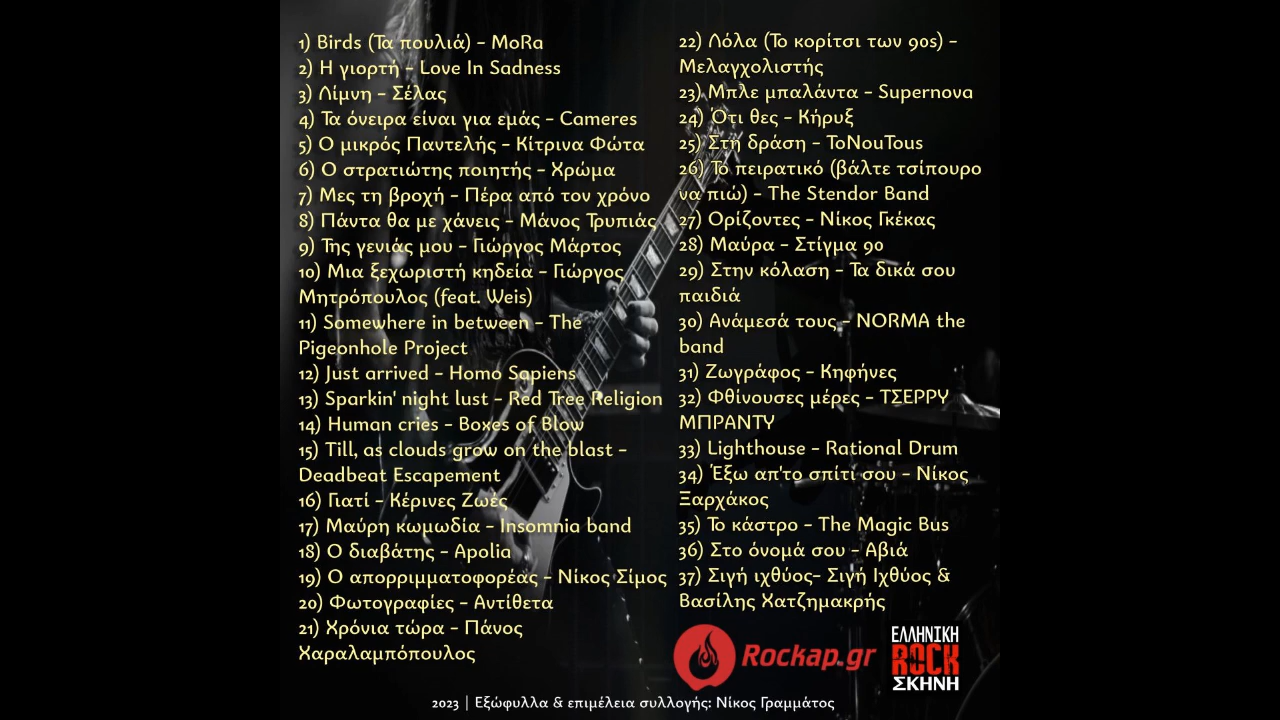 1) Birds (Τα πουλιά) - MoRa
2) Η γιορτή - Love In Sadness
3) Λίμνη - Σέλας
4) Τα όνειρα είναι για εμάς - Cameres
5) Ο μικρός Παντελής - Κίτρινα Φώτα
6) Ο στρατιώτης ποιητής - Χρώμα
7) Μες τη βροχή - Πέρα από τον χρόνο
8) Πάντα θα με χάνεις - Μάνος Τρυπιάς
9) Της γενιάς μου - Γιώργος Μάρτος
10) Μια ξεχωριστή κηδεία - Γιώργος
Μητρόπουλος (feat. Weis)
11) Somewhere in between - The
Pigeonhole Project
12) Just arrived - Homo Sapiens
13) Sparkin' night lust - Red Tree Religion
14) Human cries - Boxes of Blow
15) Till, as clouds grow on the blast -
Deadbeat Escapement
16) Γιατί - Κέρινες Ζωές
17) Μαύρη κωμωδία - Insomnia band
18) Ο διαβάτης - Apolia
19) Ο απορριμματοφορέας - Νίκος Σίμος
20) Φωτογραφίες - Αντίθετα
21) Χρόνια τώρα - Πάνος
Χαραλαμπόπουλος
22) Λόλα (Το κορίτσι των 90s) -
Μελαγχολιστής
23) Μπλε μπαλάντα - Supernova
24) Ότι θες - Κήρυξ
25) Στη δράση - ToNouTous
26) Το πειρατικό (βάλτε τσίπουρο
να πιώ) - The Stendor Band
27) Ορίζοντες - Νίκος Γκέκας
28) Μαύρα - Στίγμα 90
29) Στην κόλαση - Τα δικά σου
παιδιά
30) Ανάμεσά τους - NORMA the
band
31) Ζωγράφος - Κηφήνες
32) Φθίνουσες μέρες - ΤΣΕΡΡΥ
ΜΠΡΑΝΤΥ
33) Lighthouse - Rational Drum
34) Έξω απ'το σπίτι σου - Νίκος
Ξαρχάκος
35) Το κάστρο - The Magic Bus
36) Στο όνομά σου - Αβιά
37) Σιγή ιχθύος- Σιγή Ιχθύος &
Βασίλης Χατζημακρής
Rockap.gr
ΕΛΛΗΝΙΚΗ
ROCK
ΣΚΗΝΗ
2023 | Εξώφυλλα & επιμέλεια συλλογής: Νίκος Γραμμάτος